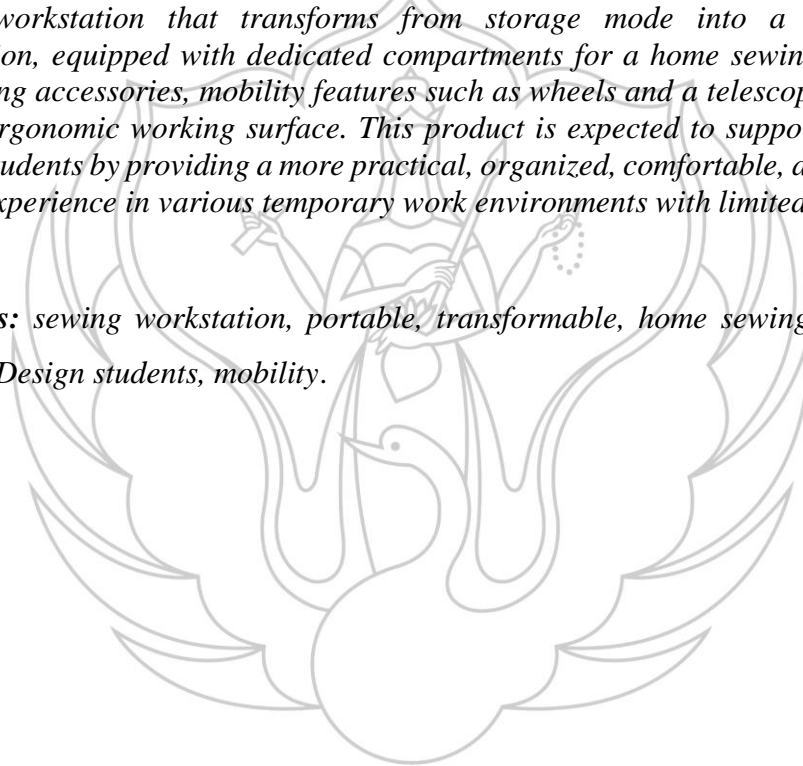 workstation that transforms from storage mode into a
ion, equipped with dedicated compartments for a home sewin
ng accessories, mobility features such as wheels and a telescop
rgonomic working surface. This product is expected to suppo
udents by providing a more practical, organized, comfortable, a
xperience in various temporary work environments with limited
s: sewing workstation, portable, transformable, home sewing
Design students, mobility.